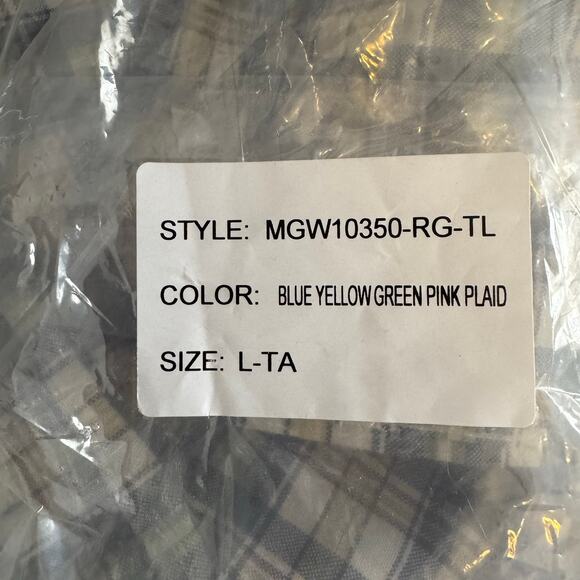 STYLE: MGW10350-RG-TL
COLOR: BLUE YELLOW GREEN PINK PLAID
SIZE: L-TA